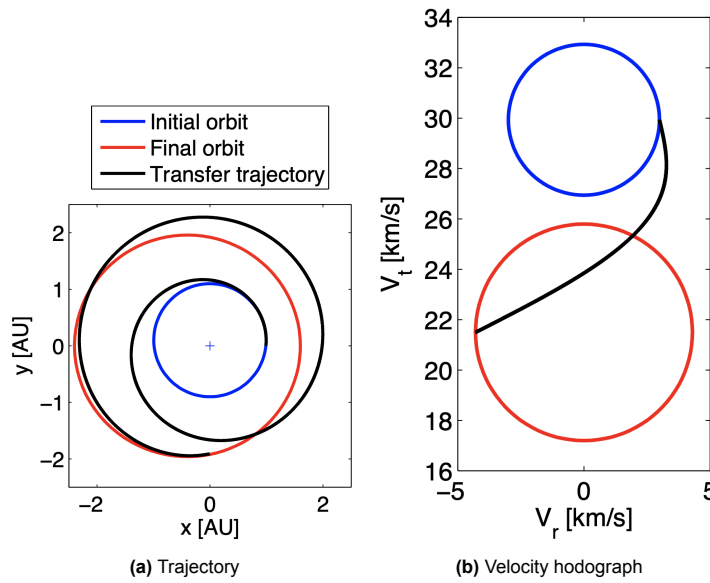 Initial orbit
Final orbit
Transfer trajectory
2
1
0
−1
−2
y [AU]
−2
0
2
x [AU]
(a) Trajectory
34
32
30
28
26
24
22
20
18
16
V_t [km/s]
−5
0
5
V_r [km/s]
(b) Velocity hodograph